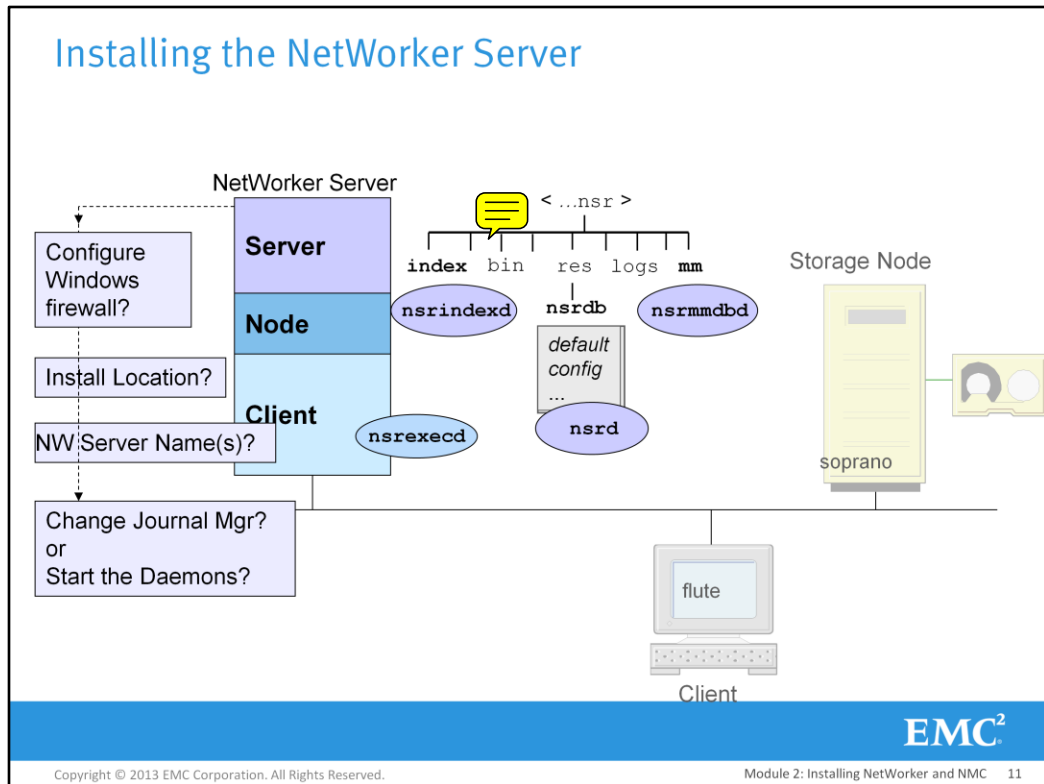 Installing the NetWorker Server
NetWorker Server
Configure
Windows
firewall?
Install Location?
NW Server Name(s)?
Change Journal Mgr?
or
Start the Daemons?
Server
Node
Client
nsrexecd
< ...nsr >
index bin res logs mm
nsrindexd
nsrdb
nsrmmdbd
default
config
...
nsrd
Storage Node
soprano
flute
Client
EMC²
Copyright © 2013 EMC Corporation. All Rights Reserved.
Module 2: Installing NetWorker and NMC 11